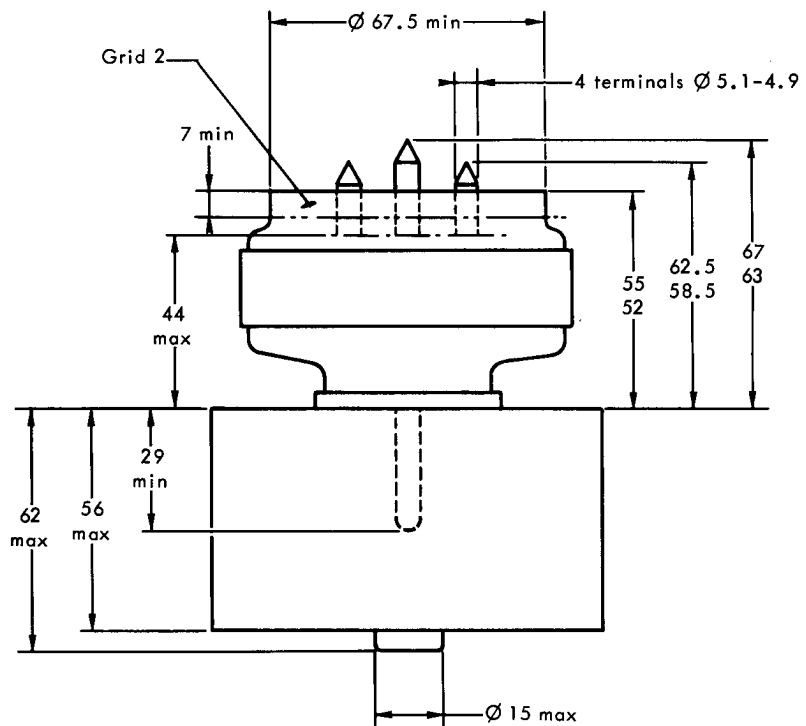 Ø 67.5 min
Grid 2
4 terminals Ø 5.1-4.9
7 min
67
63
62.5
58.5
55
52
44
max
29
min
56
max
62
max
Ø 15 max